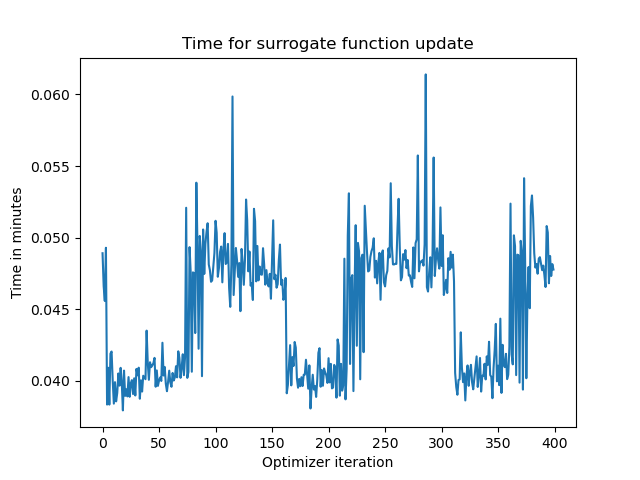 Time for surrogate function update
0.060
0.055
0.050
0.045
0.040
Time in minutes
0 50 100 150 200 250 300 350 400
Optimizer iteration